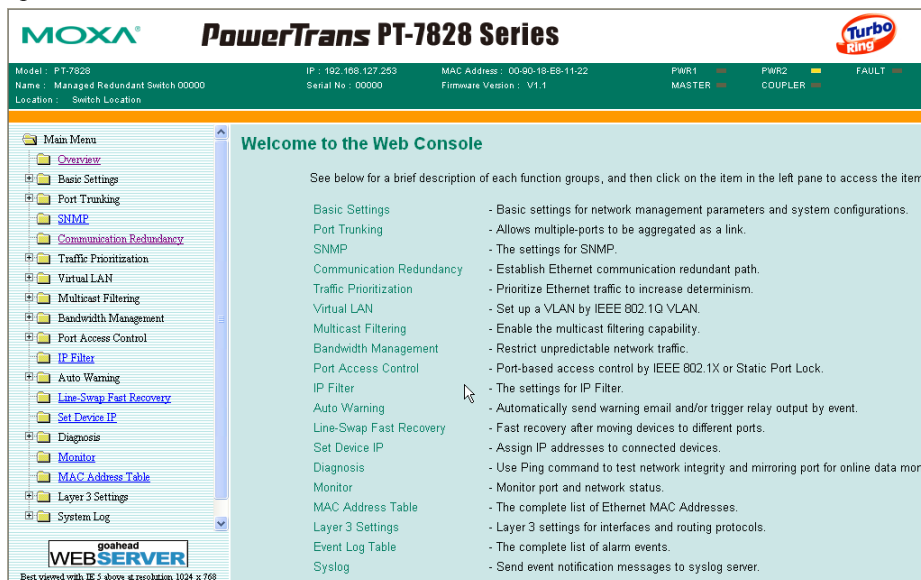 MOXA® PowerTrans PT-7828 Series Turbo Ring
Model : PT-7828 IP : 192.168.127.253 MAC Address : 00-90-18-E8-11-22 PWR1 PWR2 FAULT
Name : Managed Redundant Switch 00000 Serial No : 00000 Firmware Version : V1.1 MASTER COUPLER
Location : Switch Location
Main Menu
Overview
Basic Settings
Port Trunking
SNMP
Communication Redundancy
Traffic Prioritization
Virtual LAN
Multicast Filtering
Bandwidth Management
Port Access Control
IP Filter
Auto Warning
Line-Swap Fast Recovery
Set Device IP
Diagnosis
Monitor
MAC Address Table
Layer 3 Settings
System Log
goahead
WEBSERVER
Best viewed with IE 5 above at resolution 1024 x 768
Welcome to the Web Console
See below for a brief description of each function groups, and then click on the item in the left pane to access the item
Basic Settings - Basic settings for network management parameters and system configurations.
Port Trunking - Allows multiple-ports to be aggregated as a link.
SNMP - The settings for SNMP.
Communication Redundancy - Establish Ethernet communication redundant path.
Traffic Prioritization - Prioritize Ethernet traffic to increase determinism.
Virtual LAN - Set up a VLAN by IEEE 802.1Q VLAN.
Multicast Filtering - Enable the multicast filtering capability.
Bandwidth Management - Restrict unpredictable network traffic.
Port Access Control - Port-based access control by IEEE 802.1X or Static Port Lock.
IP Filter - The settings for IP Filter.
Auto Warning - Automatically send warning email and/or trigger relay output by event.
Line-Swap Fast Recovery - Fast recovery after moving devices to different ports.
Set Device IP - Assign IP addresses to connected devices.
Diagnosis - Use Ping command to test network integrity and mirroring port for online data mor
Monitor - Monitor port and network status.
MAC Address Table - The complete list of Ethernet MAC Addresses.
Layer 3 Settings - Layer 3 settings for interfaces and routing protocols.
Event Log Table - The complete list of alarm events.
Syslog - Send event notification messages to syslog server.